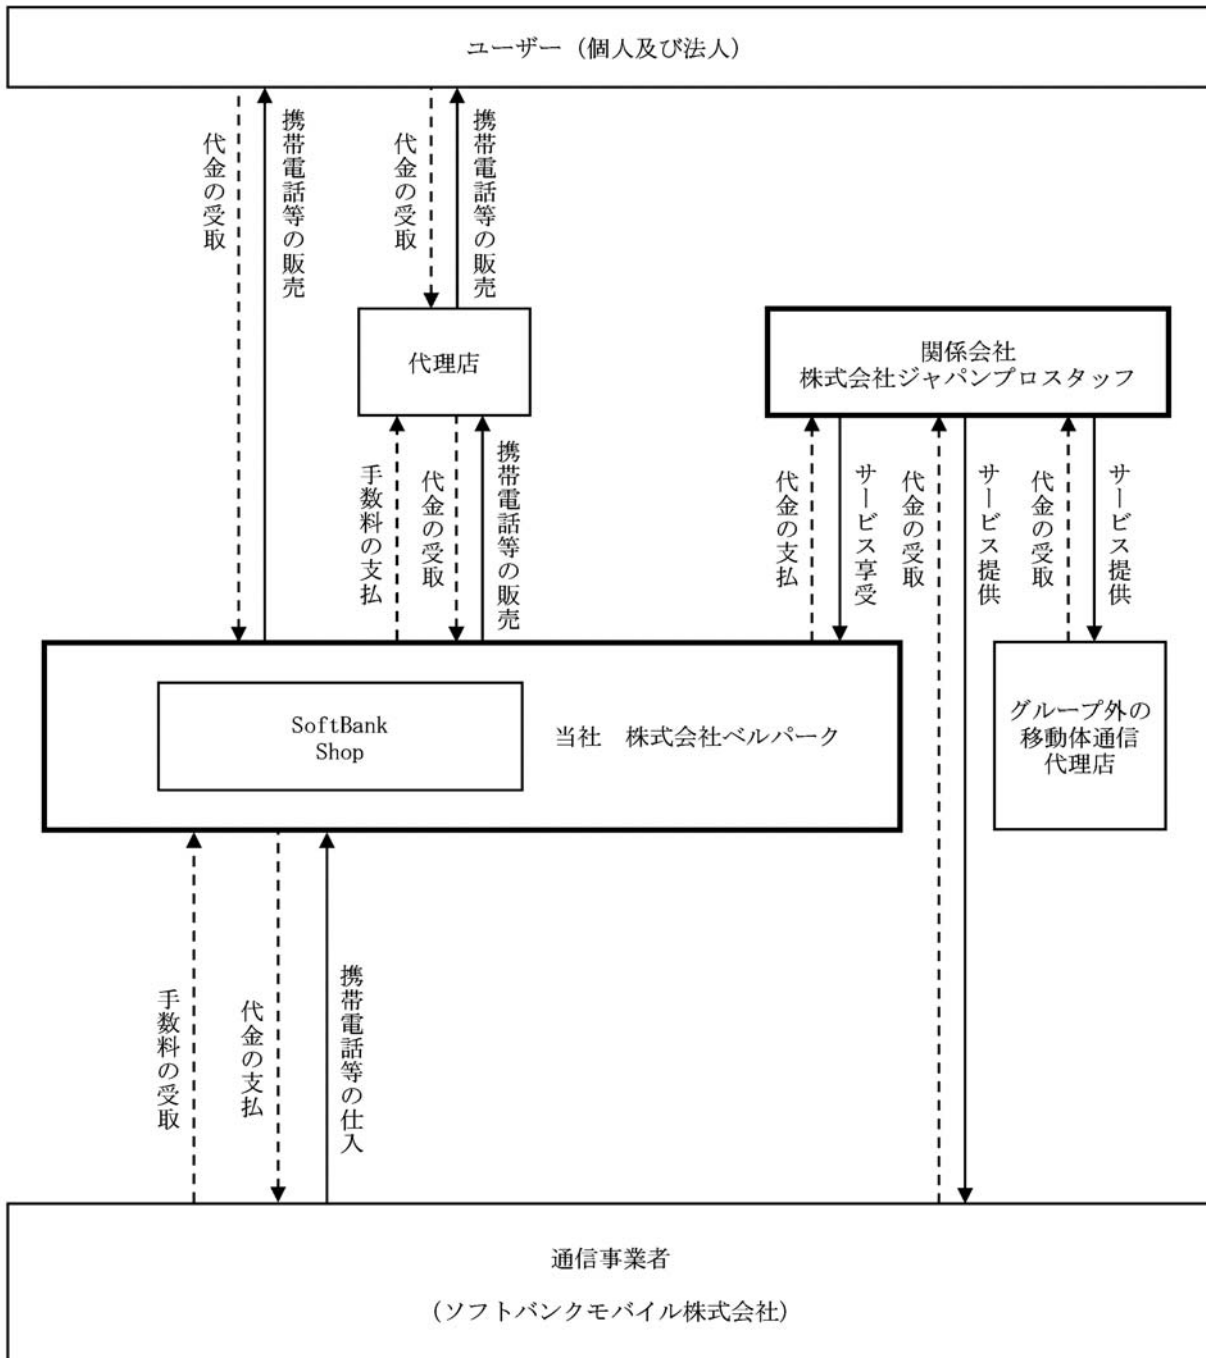 ユーザー（個人及び法人）
代金の受取
携帯電話等の販売
代金の受取
携帯電話等の販売
代理店
関係会社
株式会社ジャパンプロスタッフ
手数料の支払
代金の受取
携帯電話等の販売
代金の支払
サービス享受
代金の受取
サービス提供
代金の受取
サービス提供
SoftBank
Shop
当社　株式会社ベルパーク
グループ外の
移動体通信
代理店
手数料の受取
代金の支払
携帯電話等の仕入
通信事業者
（ソフトバンクモバイル株式会社）